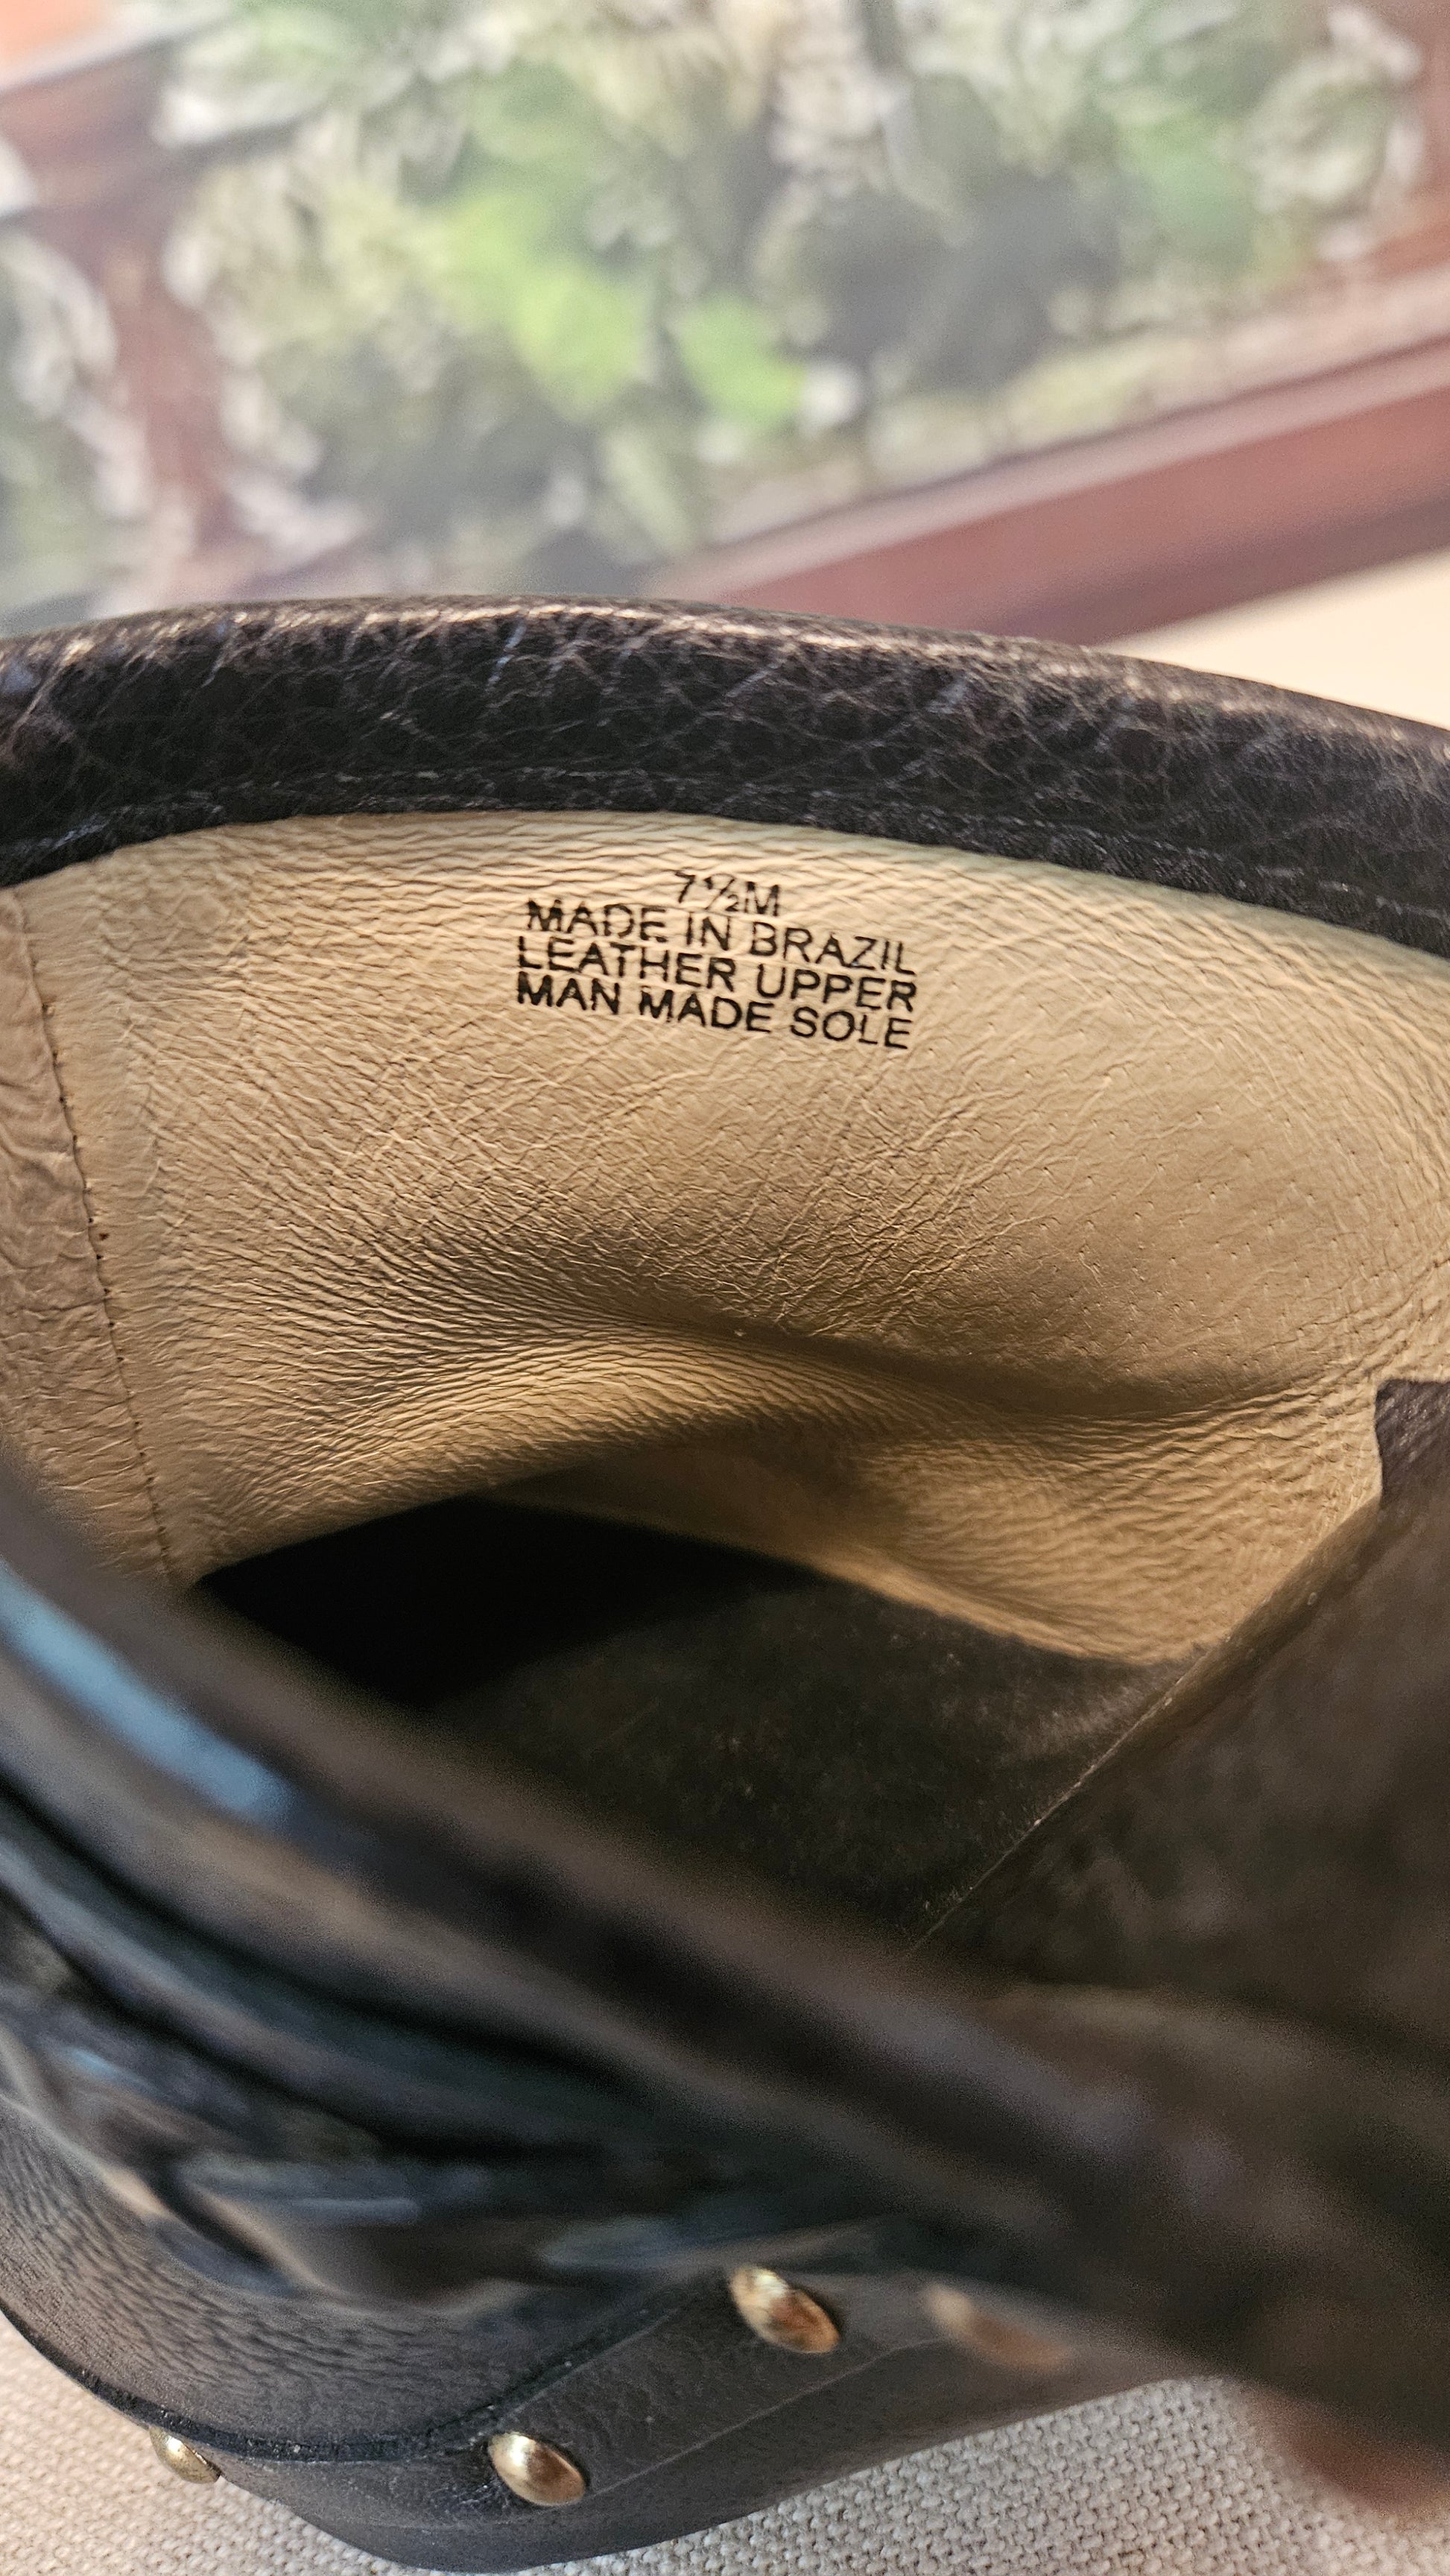 7½M
MADE IN BRAZIL
LEATHER UPPER
MAN MADE SOLE